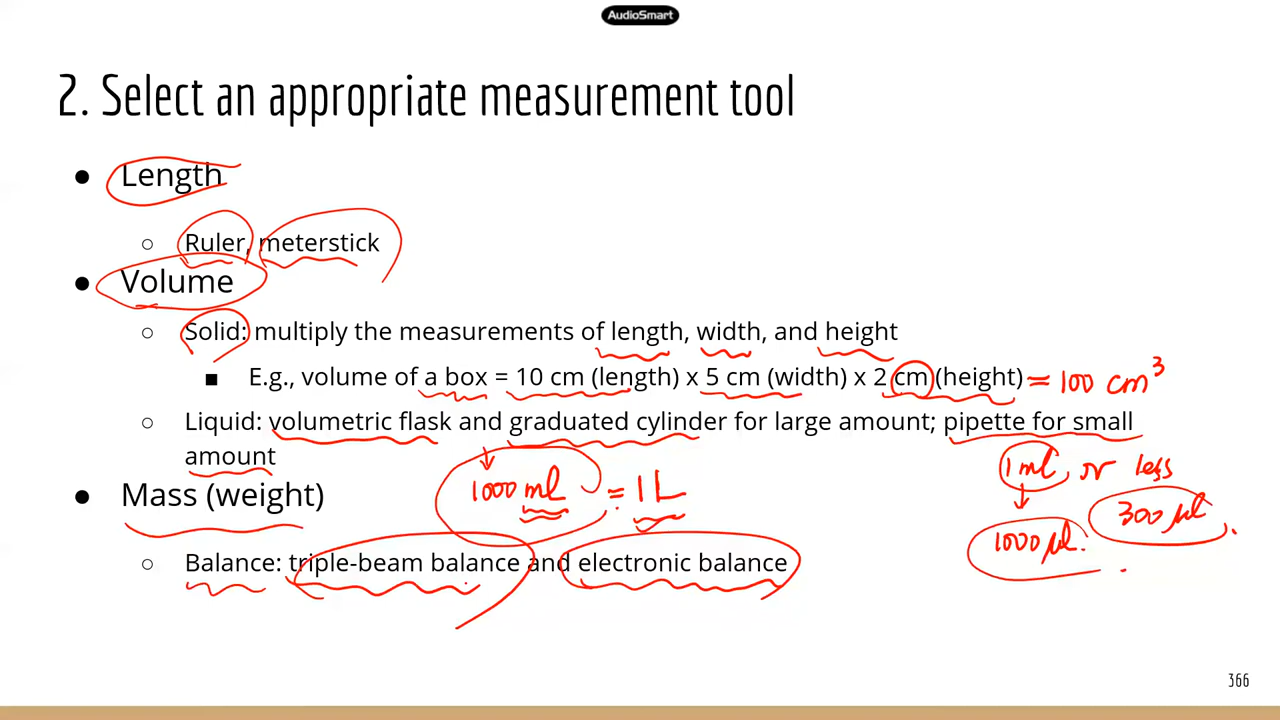 AudioSmart
2. Select an appropriate measurement tool
● Length
○ Ruler, meterstick
● Volume
○ Solid: multiply the measurements of length, width, and height
■ E.g., volume of a box = 10 cm (length) x 5 cm (width) x 2 cm (height) = 100 cm³
○ Liquid: volumetric flask and graduated cylinder for large amount; pipette for small
amount
1 ml or less
● Mass (weight)
1000 ml = 1 L
300 µl
1000 µl.
○ Balance: triple-beam balance and electronic balance
366